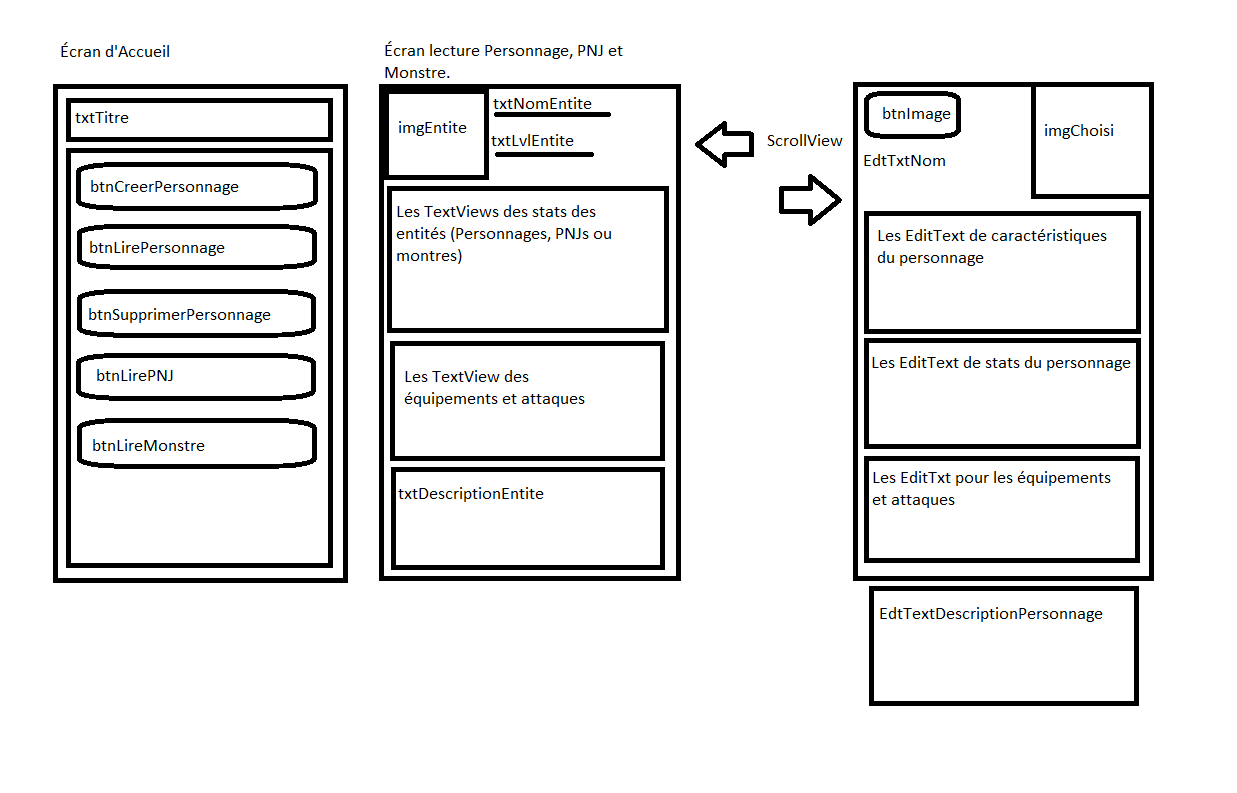 Écran d'Accueil
txtTitre
btnCreerPersonnage
btnLirePersonnage
btnSupprimerPersonnage
btnLirePNJ
btnLireMonstre
Écran lecture Personnage, PNJ et
Monstre.
imgEntite
txtNomEntite
txtLvlEntite
Les TextViews des stats des
entités (Personnages, PNJs ou
montres)
Les TextView des
équipements et attaques
txtDescriptionEntite
ScrollView
btnImage
imgChoisi
EdtTxtNom
Les EditText de caractéristiques
du personnage
Les EditText de stats du personnage
Les EditTxt pour les équipements
et attaques
EdtTextDescriptionPersonnage